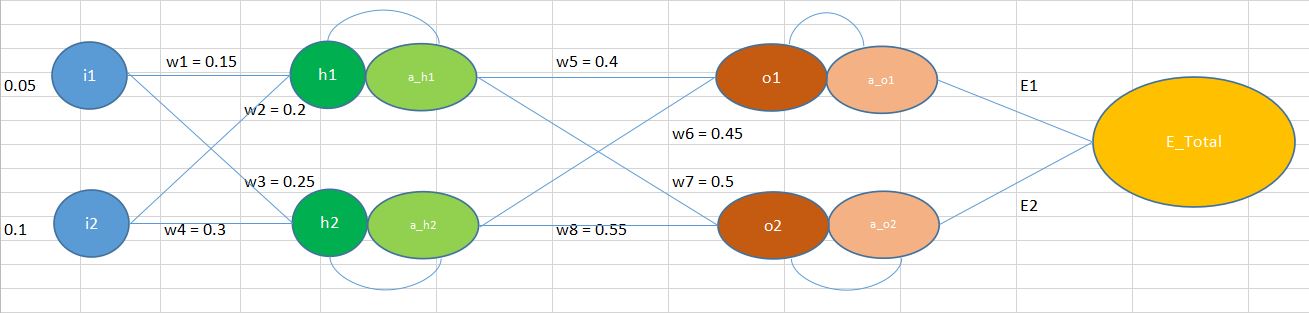 w1 = 0.15
w5 = 0.4
i1
h1
a_h1
o1
a_o1
0.05
E1
w2 = 0.2
w6 = 0.45
E_Total
w3 = 0.25
w7 = 0.5
E2
0.1
i2
w4 = 0.3
h2
a_h2
w8 = 0.55
o2
a_o2